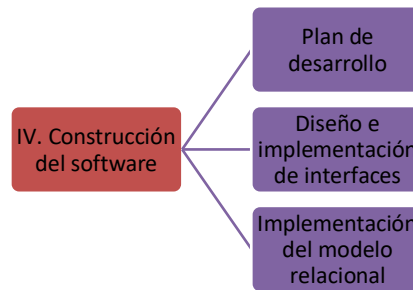 Plan de
desarrollo
IV. Construcción
del software
Diseño e
implementación
de interfaces
Implementación
del modelo
relacional